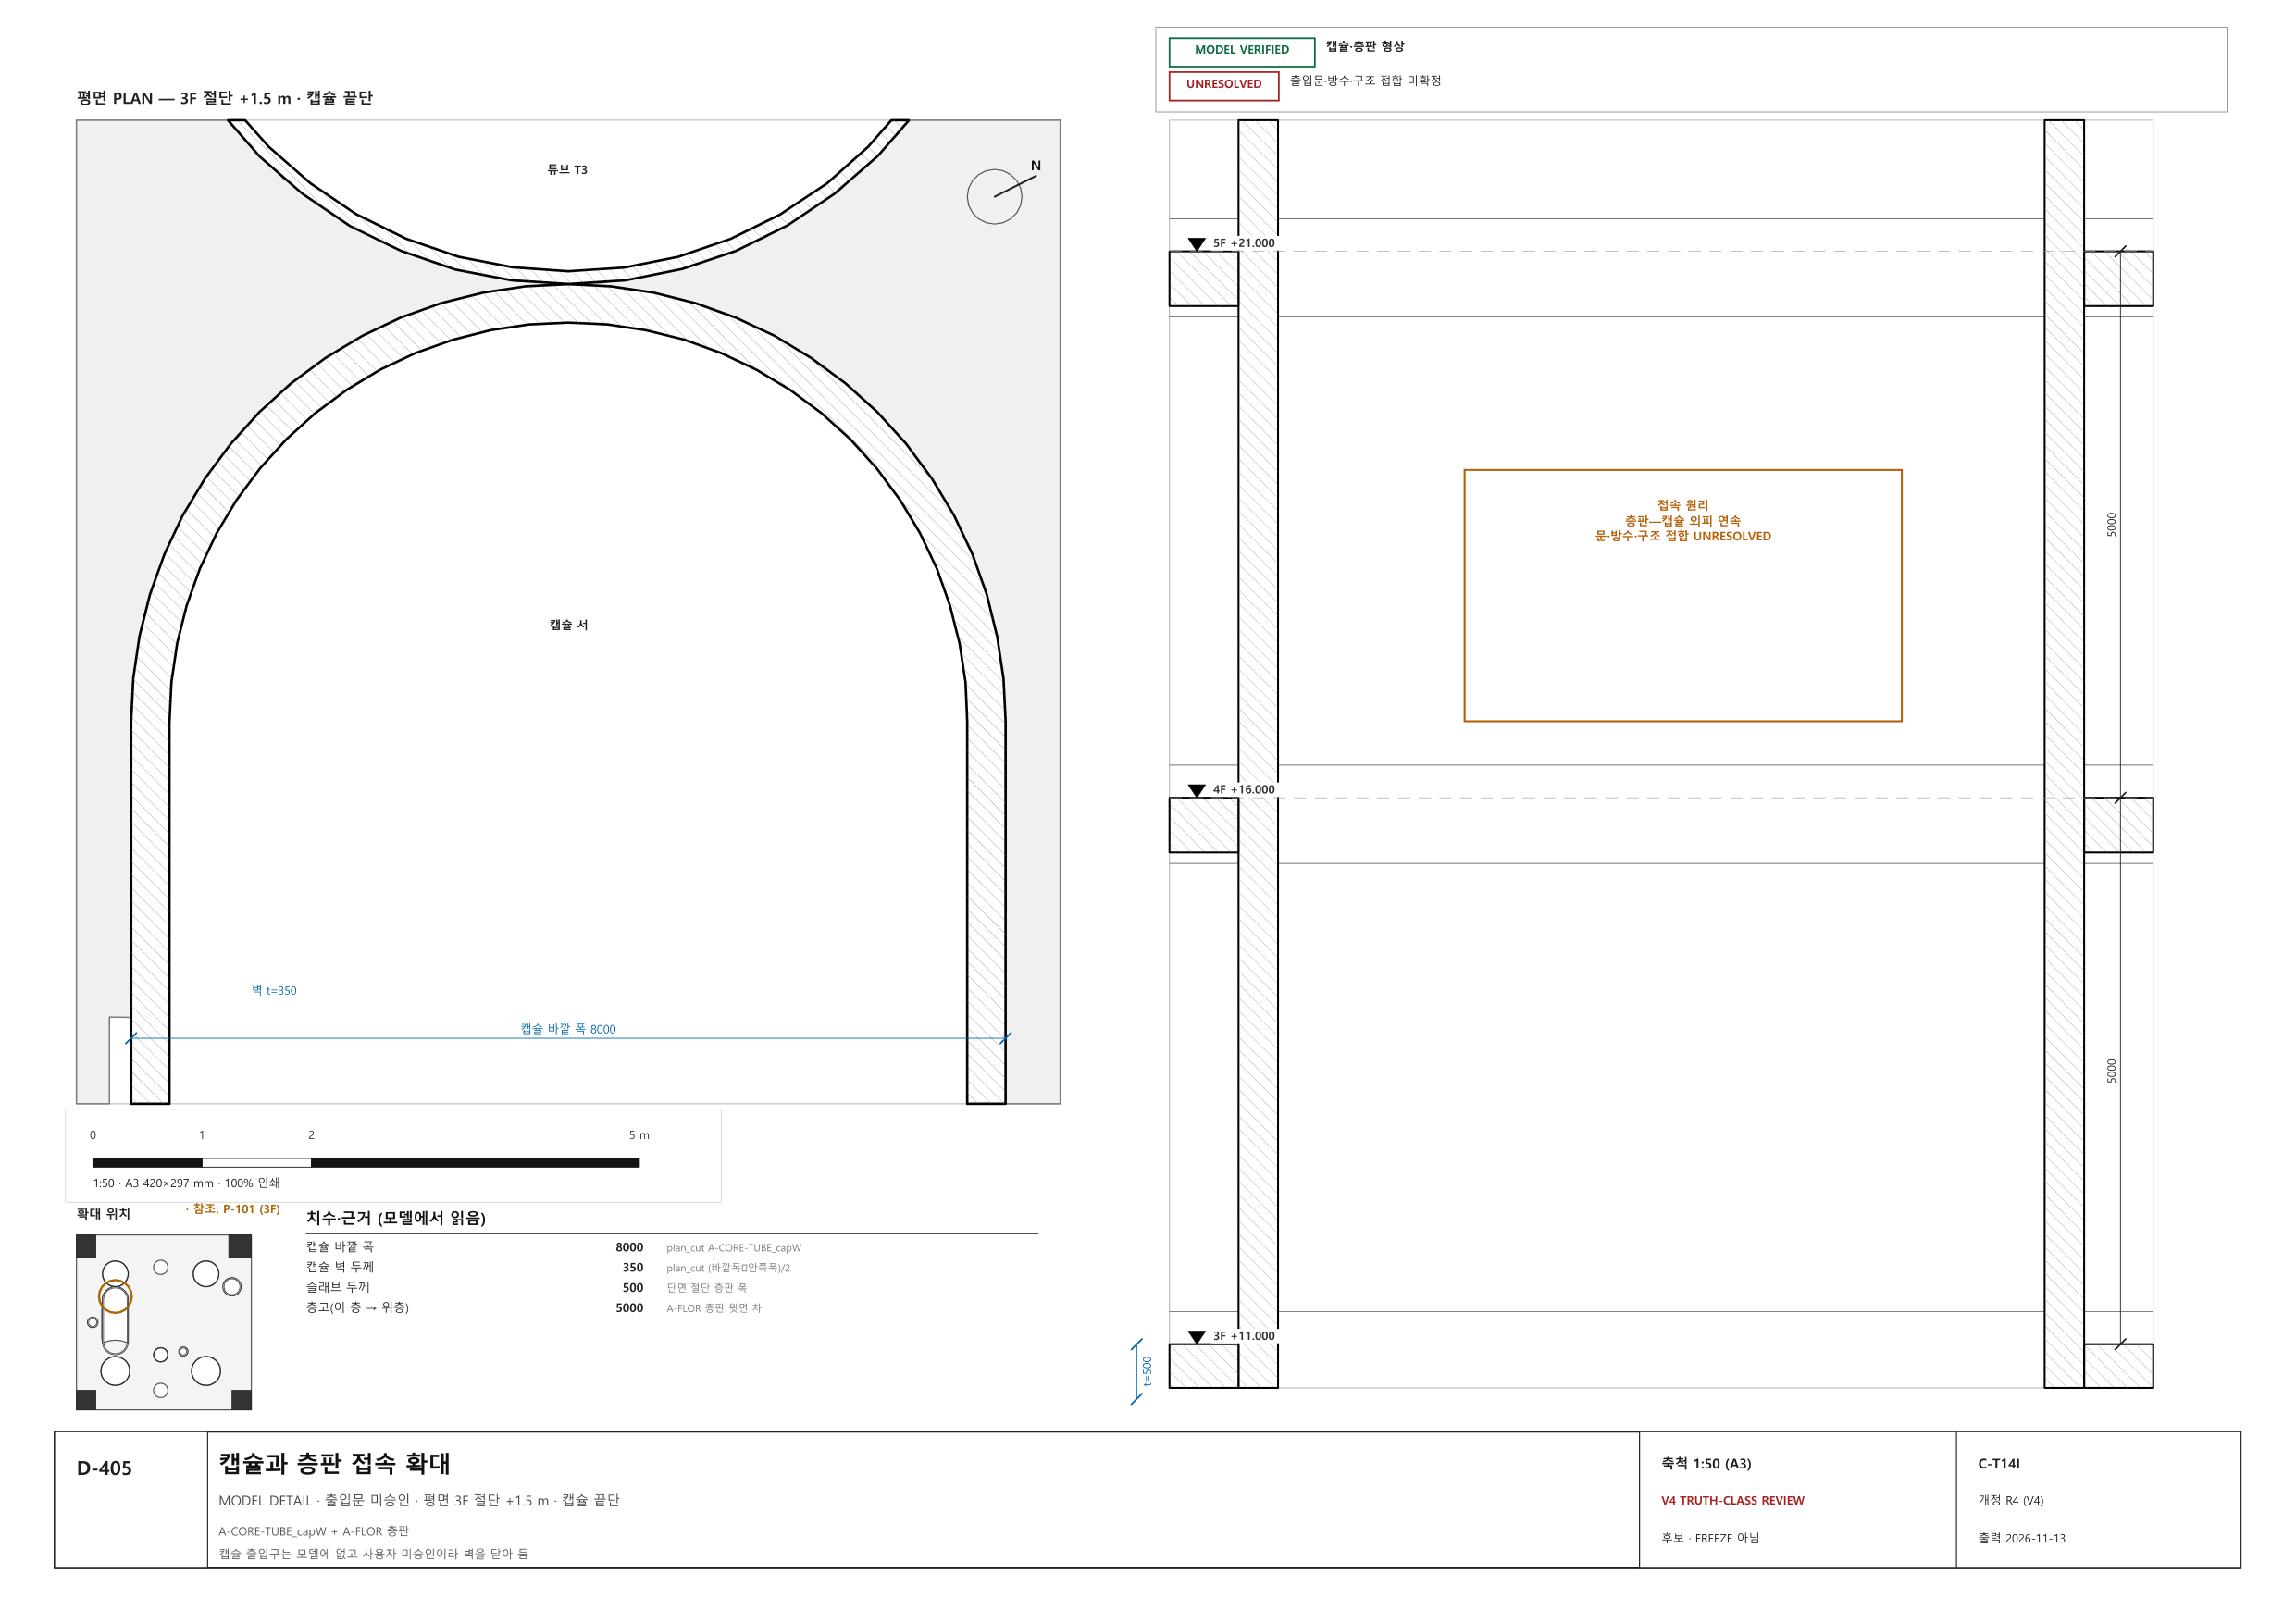 MODEL VERIFIED
캡슐·층판 형상
UNRESOLVED
출입문·방수·구조 접합 미확정
평면 PLAN — 3F 절단 +1.5 m · 캡슐 끝단
튜브 T3
N
캡슐 서
벽 t=350
캡슐 바깥 폭 8000
5F +21.000
접속 원리
층판—캡슐 외피 연속
문·방수·구조 접합 UNRESOLVED
5000
4F +16.000
5000
3F +11.000
t=500
0 1 2 5 m
1:50 · A3 420×297 mm · 100% 인쇄
확대 위치
· 참조: P-101 (3F)
치수·근거 (모델에서 읽음)
캡슐 바깥 폭 8000 plan_cut A-CORE-TUBE_capW
캡슐 벽 두께 350 plan_cut (바깥폭▯안쪽폭)/2
슬래브 두께 500 단면 절단 층판 폭
층고(이 층 → 위층) 5000 A-FLOR 층판 윗면 차
D-405
캡슐과 층판 접속 확대
MODEL DETAIL · 출입문 미승인 · 평면 3F 절단 +1.5 m · 캡슐 끝단
A-CORE-TUBE_capW + A-FLOR 층판
캡슐 출입구는 모델에 없고 사용자 미승인이라 벽을 닫아 둠
축척 1:50 (A3)
V4 TRUTH-CLASS REVIEW
후보 · FREEZE 아님
C-T14I
개정 R4 (V4)
출력 2026-11-13